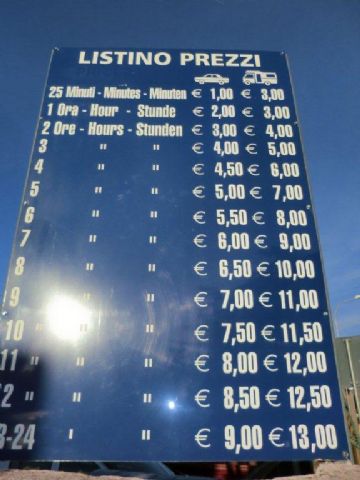 LISTINO PREZZI
25 Minuti - Minutes - Minuten € 1,00 € 3,00
1 Ora - Hour - Stunde € 2,00 € 3,00
2 Ore - Hours - Stunden € 3,00 € 4,00
3 " " € 4,00 € 5,00
4 " " € 4,50 € 6,00
5 " " € 5,00 € 7,00
6 " " € 5,50 € 8,00
7 " " € 6,00 € 9,00
8 " " € 6,50 € 10,00
9 " " € 7,00 € 11,00
10 " " € 7,50 € 11,50
11 " " € 8,00 € 12,00
2 " " € 8,50 € 12,50
3-24 " " € 9,00 € 13,00